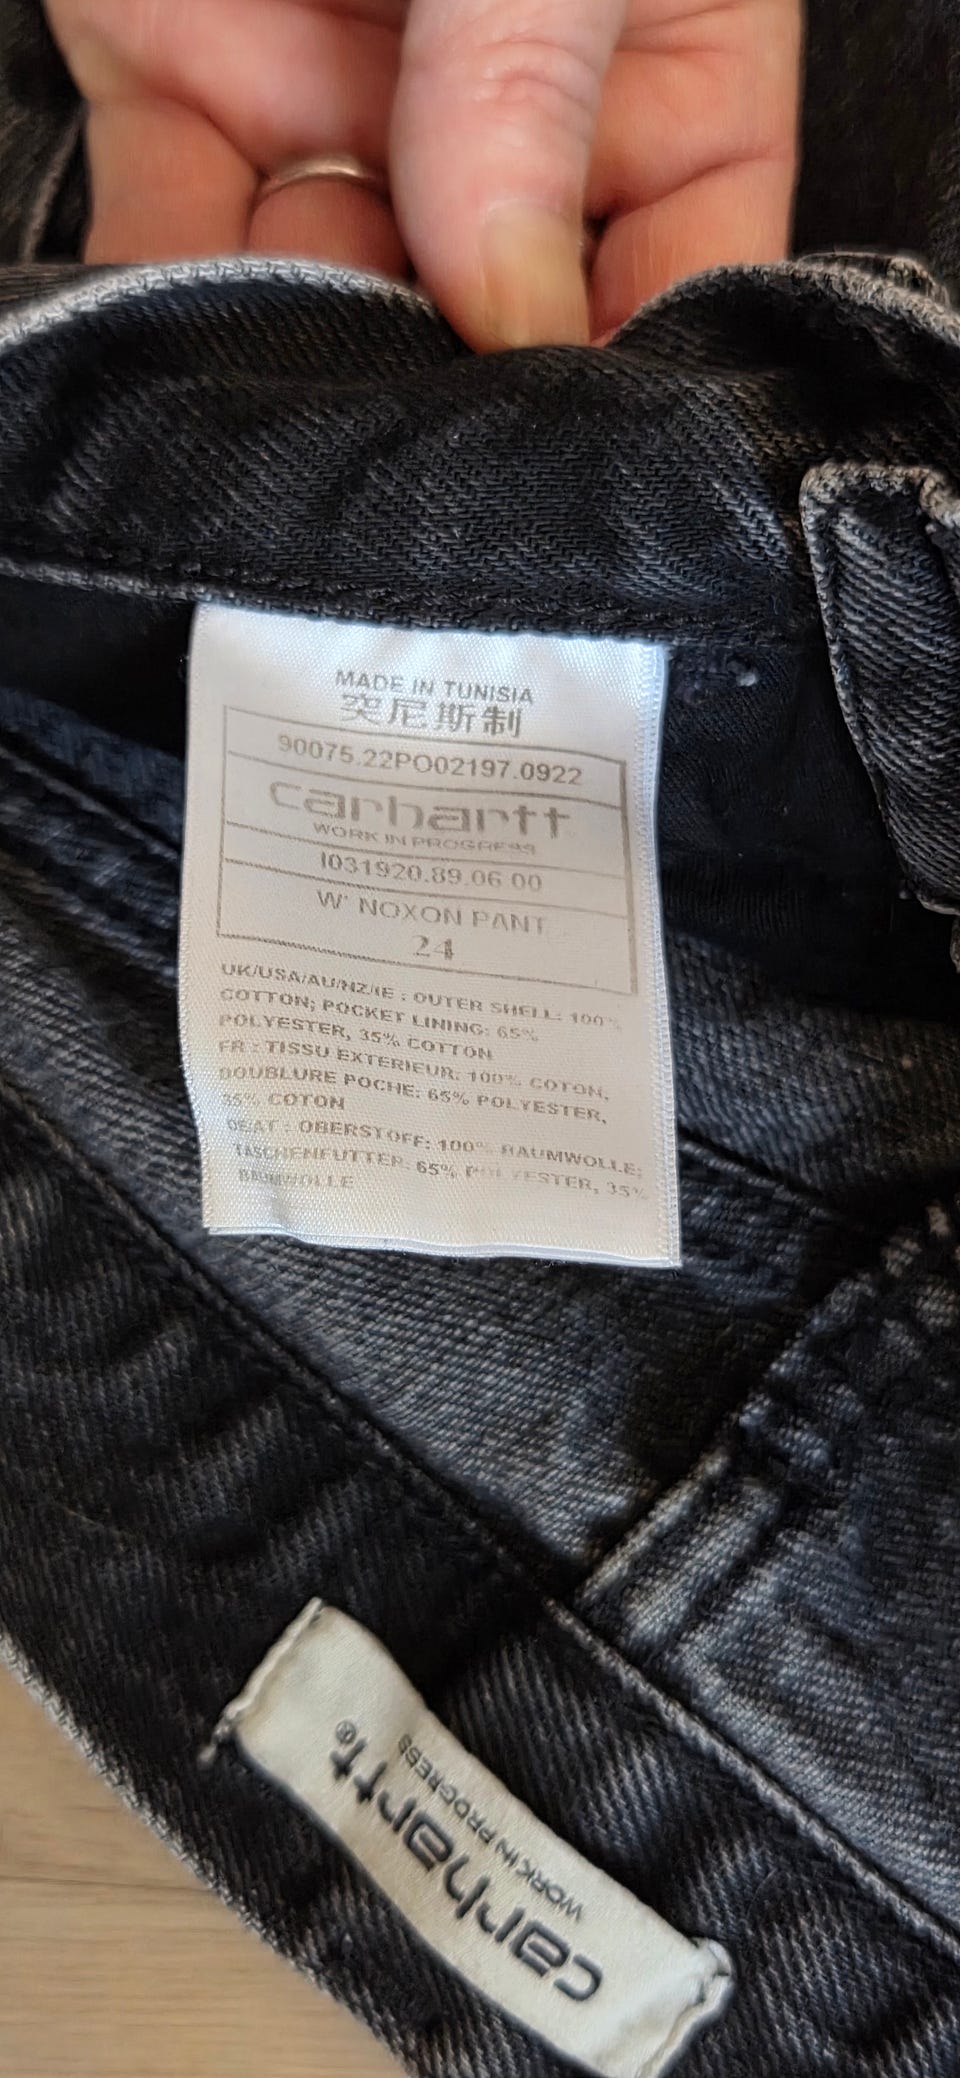 MADE IN TUNISIA
突尼斯制
90075.22PO02197.0922
carhartt
WORK IN PROGRESS
I031920.89.06.00
W' NOXON PANT
24
UK/USA/AU/NZ/IE : OUTER SHELL: 100%
COTTON; POCKET LINING: 65%
POLYESTER, 35% COTTON
FR : TISSU EXTERIEUR: 100% COTON,
DOUBLURE POCHE: 65% POLYESTER,
35% COTON
DE/AT : OBERSTOFF: 100% BAUMWOLLE;
TASCHENFUTTER: 65% POLYESTER, 35%
BAUMWOLLE
carhartt®
WORK IN PROGRESS